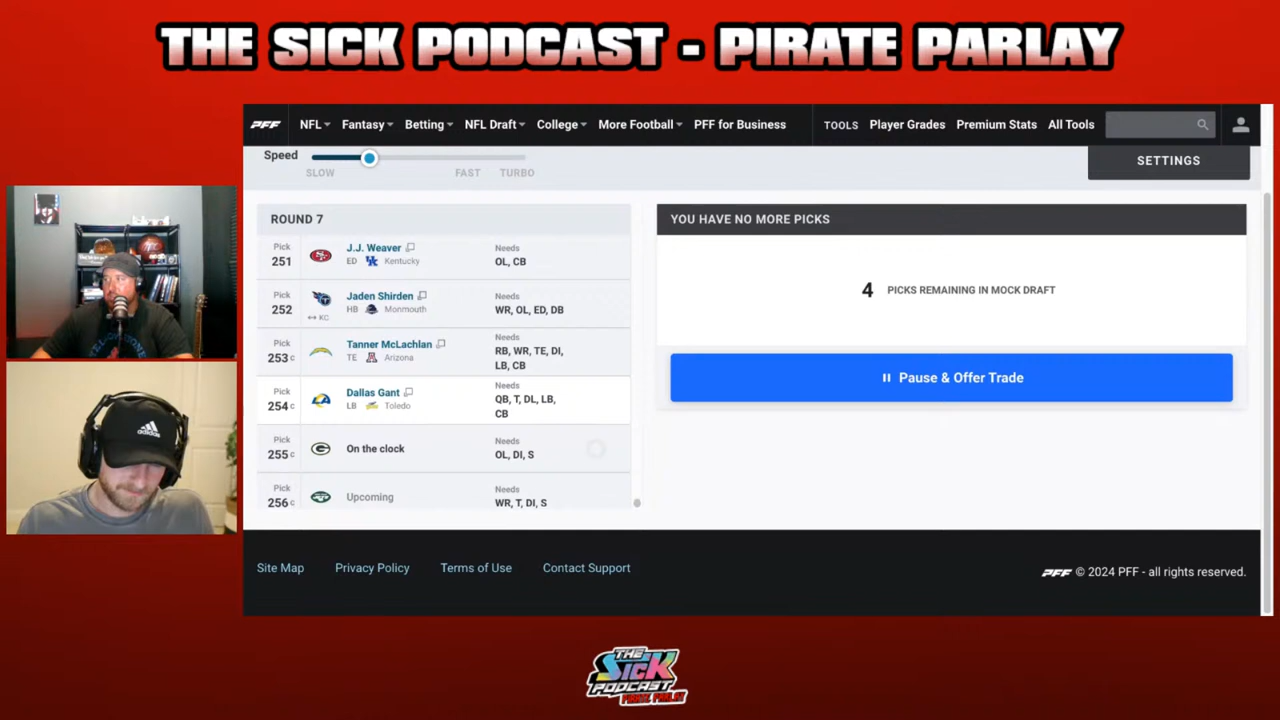 THE SICK PODCAST - PIRATE PARLAY
PFF NFL Fantasy Betting NFL Draft College More Football PFF for Business TOOLS Player Grades Premium Stats All Tools
Speed
SLOW FAST TURBO
SETTINGS
ROUND 7
Pick 251 J.J. Weaver ED Kentucky Needs OL, CB
Pick 252 ↔ KC Jaden Shirden HB Monmouth Needs WR, OL, ED, DB
Pick 253 C Tanner McLachlan TE Arizona Needs RB, WR, TE, DI,
LB, CB
Pick 254 C Dallas Gant LB Toledo Needs QB, T, DL, LB,
CB
Pick 255 C On the clock Needs OL, DI, S
Pick 256 C Upcoming Needs WR, T, DI, S
YOU HAVE NO MORE PICKS
4 PICKS REMAINING IN MOCK DRAFT
Pause & Offer Trade
Site Map Privacy Policy Terms of Use Contact Support
PFF © 2024 PFF - all rights reserved.
THE
SICK
PODCAST
PIRATE PARLAY
adidas